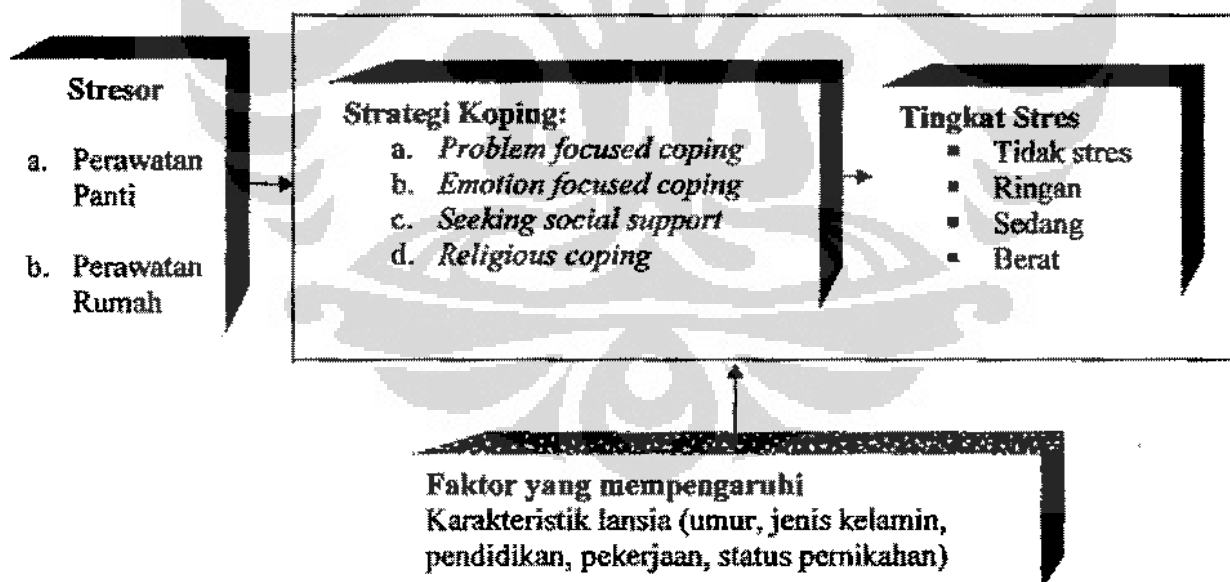 Stresor
a. Perawatan
Panti
b. Perawatan
Rumah
Strategi Koping:
a. Problem focused coping
b. Emotion focused coping
c. Seeking social support
d. Religious coping
Tingkat Stres
▪ Tidak stres
▪ Ringan
▪ Sedang
▪ Berat
Faktor yang mempengaruhi
Karakteristik lansia (umur, jenis kelamin,
pendidikan, pekerjaan, status pernikahan)